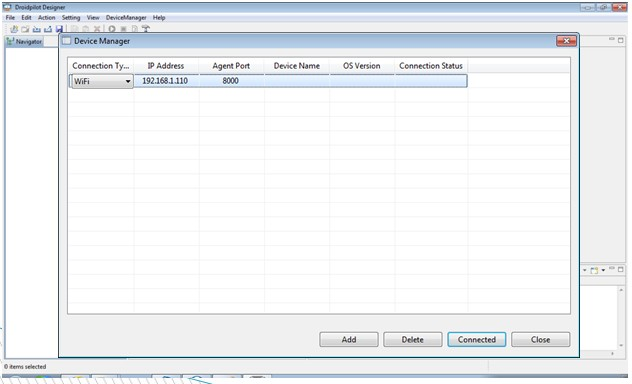 Droidpilot Designer
File Edit Action Setting View DeviceManager Help
Navigator
Device Manager
Connection Ty... IP Address Agent Port Device Name OS Version Connection Status
WiFi 192.168.1.110 8000
Add Delete Connected Close
0 items selected